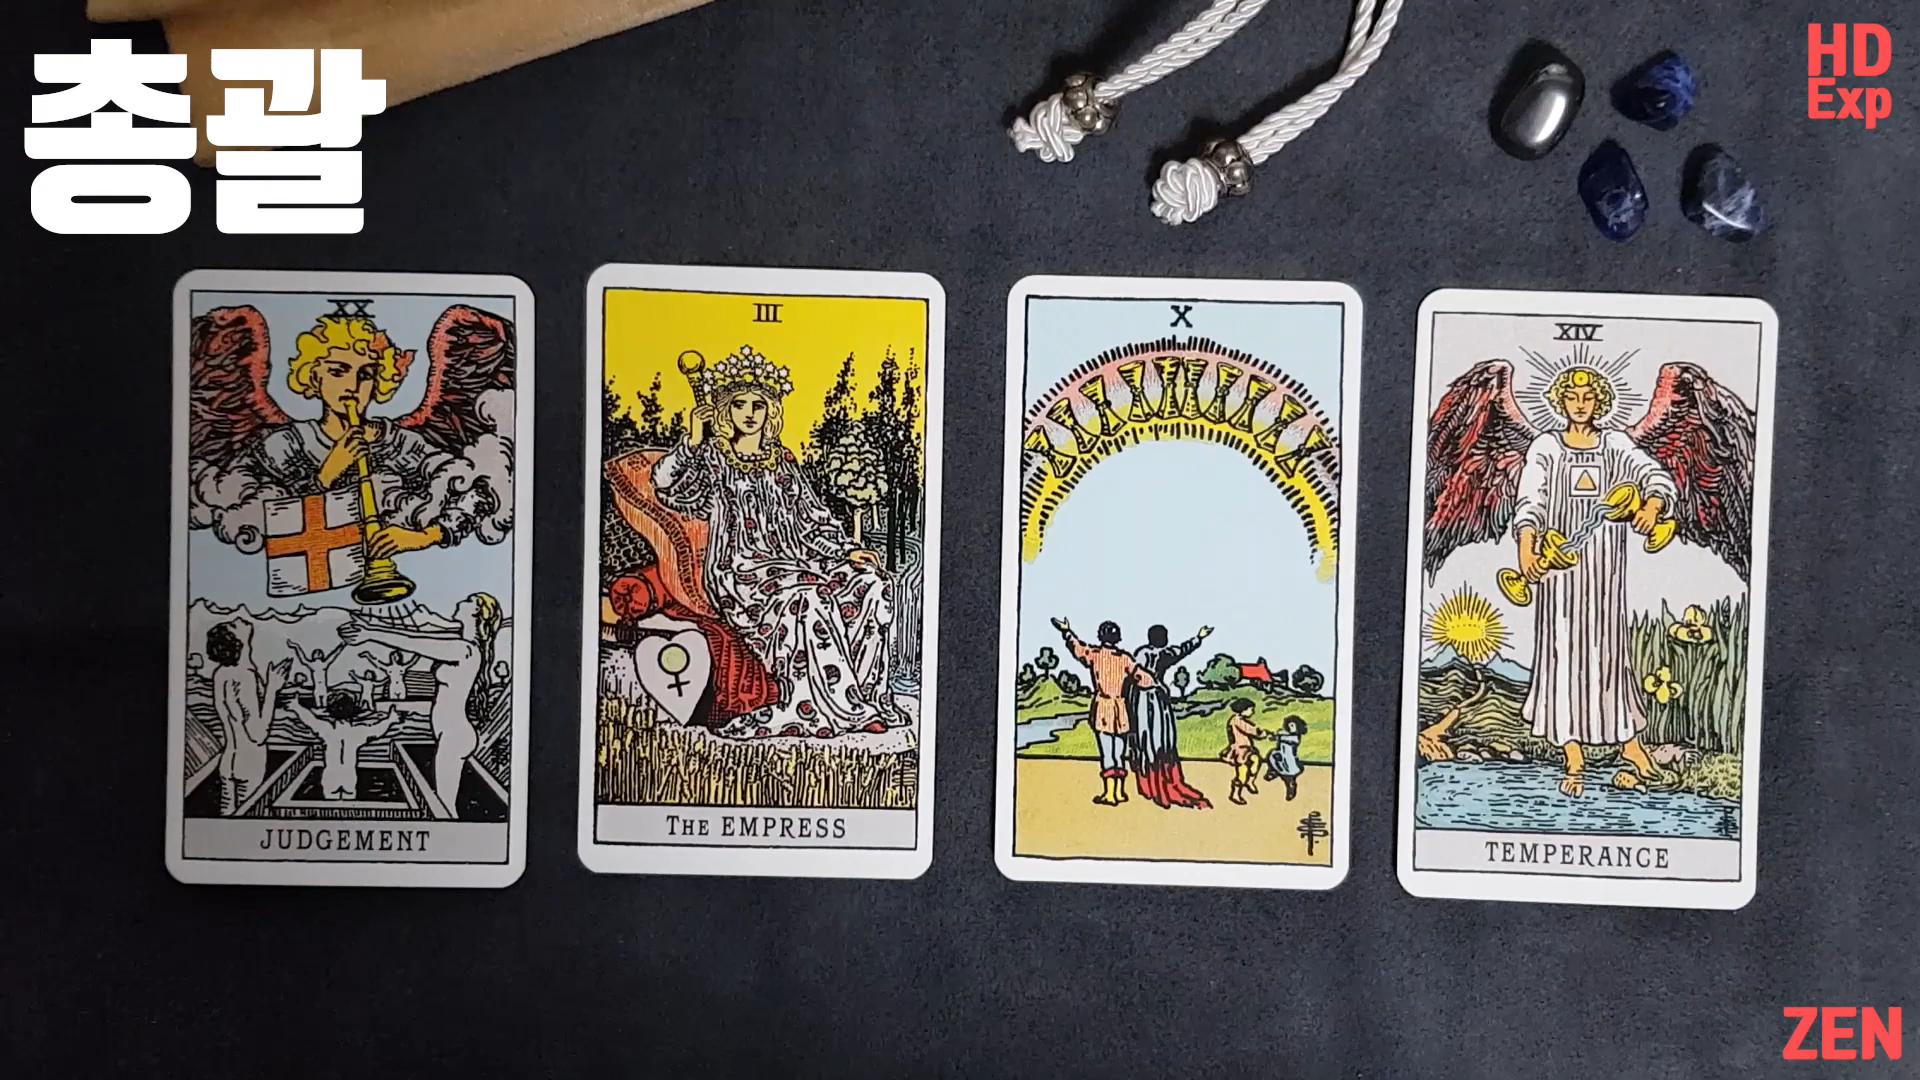 총괄
HD
Exp
XX
III
X
XIV
JUDGEMENT
THE EMPRESS
TEMPERANCE
ZEN